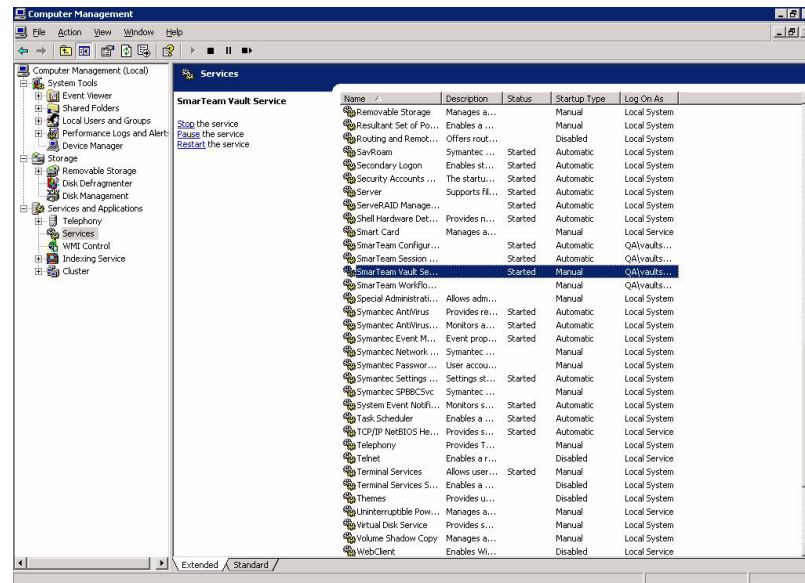 Computer Management
File Action View Window Help
Computer Management (Local)
System Tools
Event Viewer
Shared Folders
Local Users and Groups
Performance Logs and Alert:
Device Manager
Storage
Removable Storage
Disk Defragmenter
Disk Management
Services and Applications
Telephony
Services
WMI Control
Indexing Service
Cluster
Services
SmarTeam Vault Service
Stop the service
Pause the service
Restart the service
Name Description Status Startup Type Log On As
Removable Storage Manages a... Manual Local System
Resultant Set of Po... Enables a ... Manual Local System
Routing and Remot... Offers rout... Disabled Local System
SavRoam Symantec ... Started Automatic Local System
Secondary Logon Enables st... Started Automatic Local System
Security Accounts ... The startu... Started Automatic Local System
Server Supports fil... Started Automatic Local System
ServeRAID Manage... Started Automatic Local System
Shell Hardware Det... Provides n... Started Automatic Local System
Smart Card Manages a... Manual Local Service
SmarTeam Configur... Started Automatic QA\vaults...
SmarTeam Session ... Started Automatic QA\vaults...
SmarTeam Vault Se... Started Manual QA\vaults...
SmarTeam Workflo... Manual QA\vaults...
Special Administrati... Allows adm... Manual Local System
Symantec AntiVirus Provides re... Started Automatic Local System
Symantec AntiVirus... Monitors a... Started Automatic Local System
Symantec Event M... Event prop... Started Automatic Local System
Symantec Network ... Symantec ... Manual Local System
Symantec Passwor... User accou... Manual Local System
Symantec Settings ... Settings st... Started Automatic Local System
Symantec SPBBCSvc Symantec ... Manual Local System
System Event Notifi... Monitors s... Started Automatic Local System
Task Scheduler Enables a ... Started Automatic Local System
TCP/IP NetBIOS He... Provides s... Started Automatic Local Service
Telephony Provides T... Manual Local System
Telnet Enables a r... Disabled Local Service
Terminal Services Allows user... Started Manual Local System
Terminal Services S... Enables a ... Disabled Local System
Themes Provides u... Disabled Local System
Uninterruptible Pow... Manages a... Manual Local Service
Virtual Disk Service Provides s... Manual Local System
Volume Shadow Copy Manages a... Manual Local System
WebClient Enables Wi... Disabled Local Service
Extended Standard